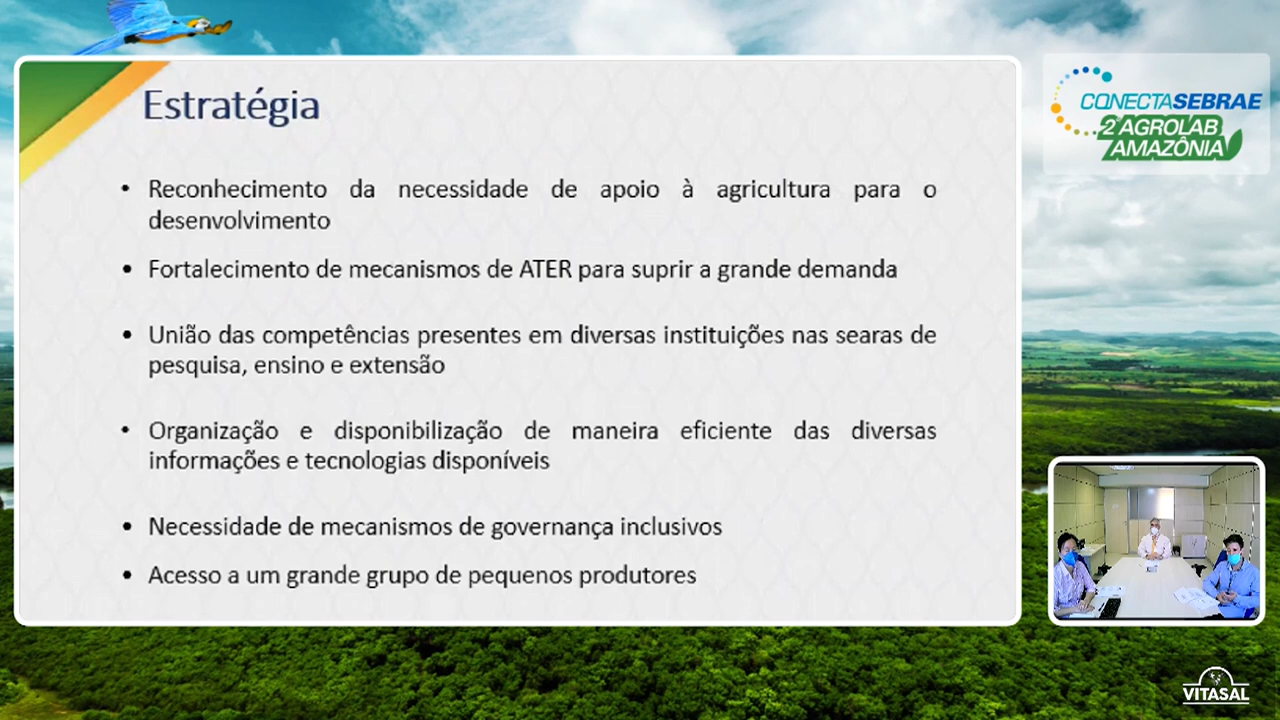 Estratégia
• Reconhecimento da necessidade de apoio à agricultura para o
desenvolvimento
• Fortalecimento de mecanismos de ATER para suprir a grande demanda
• União das competências presentes em diversas instituições nas searas de
pesquisa, ensino e extensão
• Organização e disponibilização de maneira eficiente das diversas
informações e tecnologias disponíveis
• Necessidade de mecanismos de governança inclusivos
• Acesso a um grande grupo de pequenos produtores
CONECTASEBRAE
2º AGROLAB
AMAZÔNIA
VITASAL